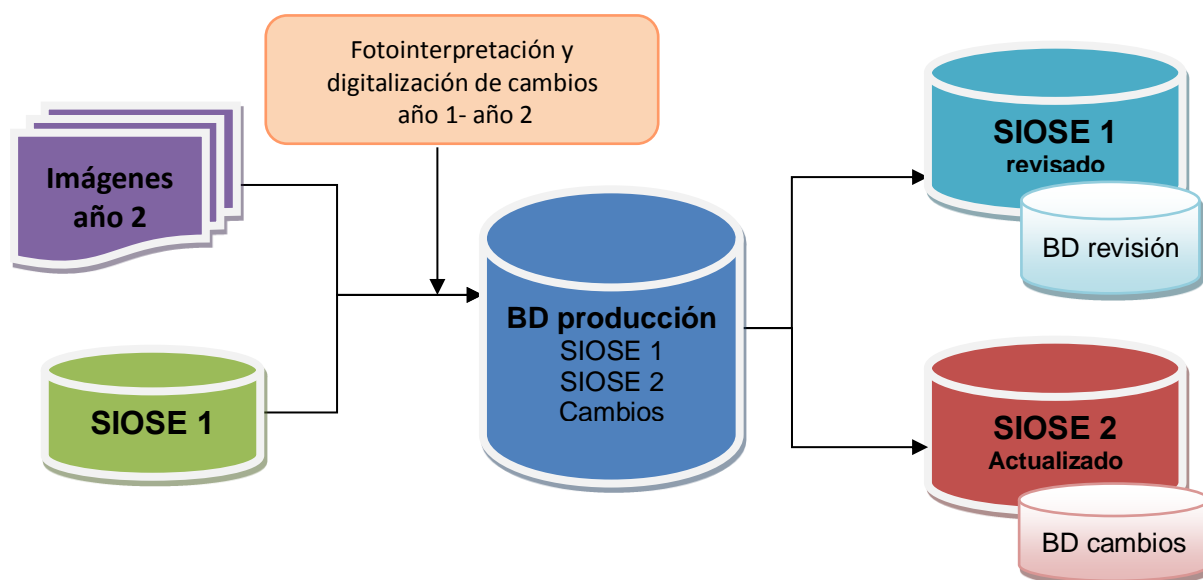 Fotointerpretación y
digitalización de cambios
año 1- año 2
Imágenes
año 2
SIOSE 1
BD producción
SIOSE 1
SIOSE 2
Cambios
SIOSE 1
revisado
BD revisión
SIOSE 2
Actualizado
BD cambios